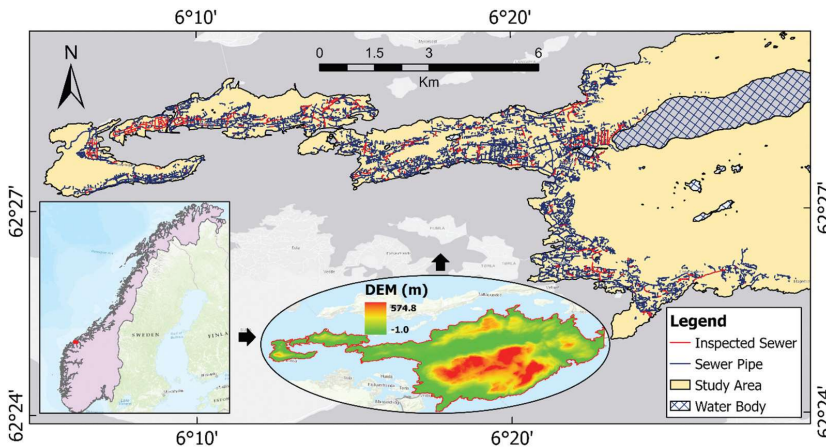 6°10' 6°20'
N
0 1.5 3 6
Km
62°27' 62°27'
SWEDEN
DEM (m)
574.8
-1.0
Legend
Inspected Sewer
Sewer Pipe
Study Area
Water Body
62°24' 62°24'
6°10' 6°20'